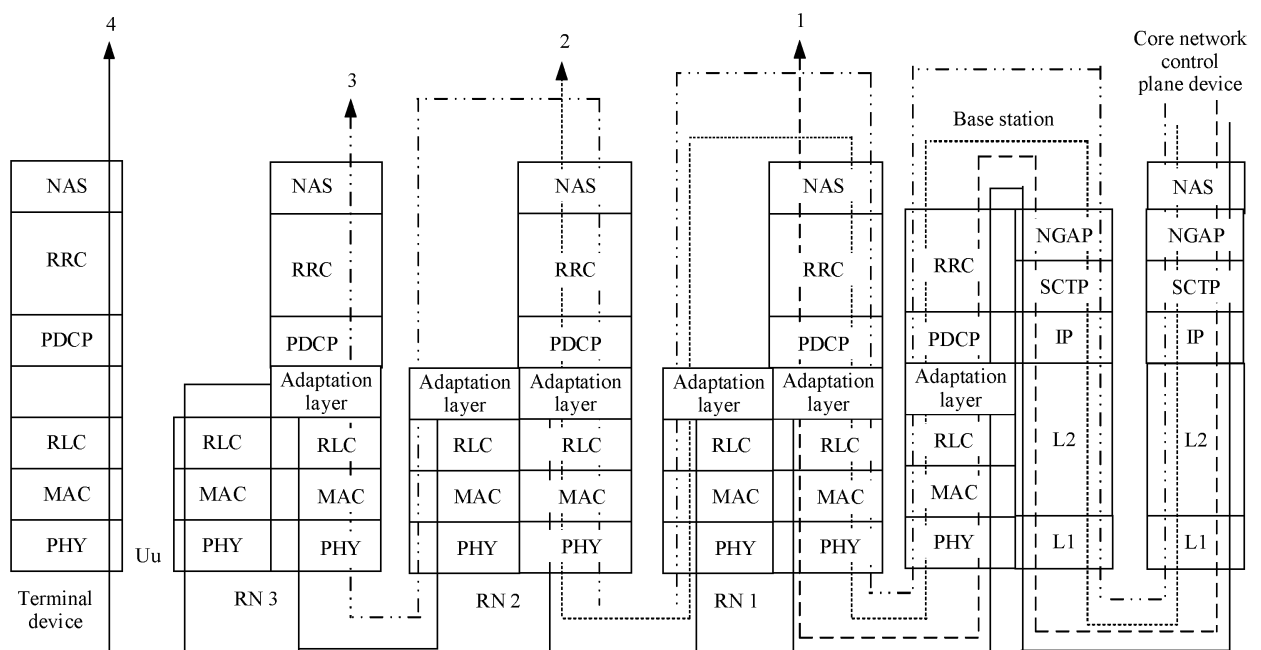 4
3
2
1
Core network
control
plane device
Base station
NAS
RRC
PDCP
RLC
MAC
PHY
Terminal
device
Uu
NAS
RRC
PDCP
Adaptation
layer
RLC
RLC
MAC
MAC
PHY
PHY
RN 3
NAS
RRC
PDCP
Adaptation
layer
Adaptation
layer
RLC
RLC
MAC
MAC
PHY
PHY
RN 2
NAS
RRC
PDCP
Adaptation
layer
Adaptation
layer
RLC
RLC
MAC
MAC
PHY
PHY
RN 1
RRC
PDCP
Adaptation
layer
RLC
MAC
PHY
NGAP
SCTP
IP
L2
L1
NAS
NGAP
SCTP
IP
L2
L1